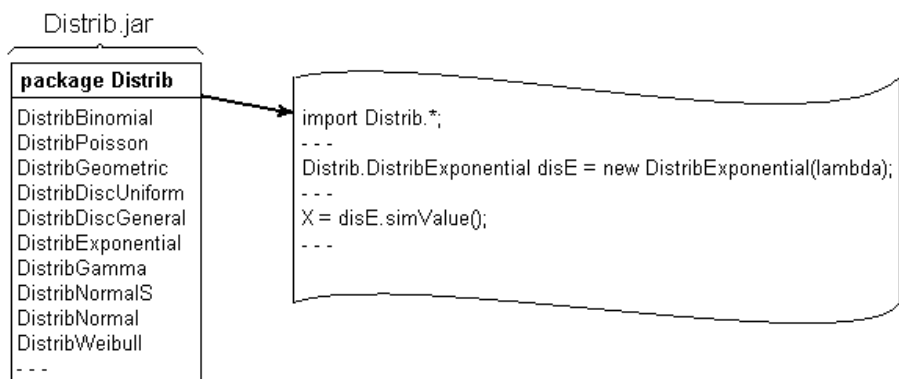 Distrib.jar
package Distrib
DistribBinomial
DistribPoisson
DistribGeometric
DistribDiscUniform
DistribDiscGeneral
DistribExponential
DistribGamma
DistribNormalS
DistribNormal
DistribWeibull
- - -
import Distrib.*;
- - -
Distrib.DistribExponential disE = new DistribExponential(lambda);
- - -
X = disE.simValue();
- - -